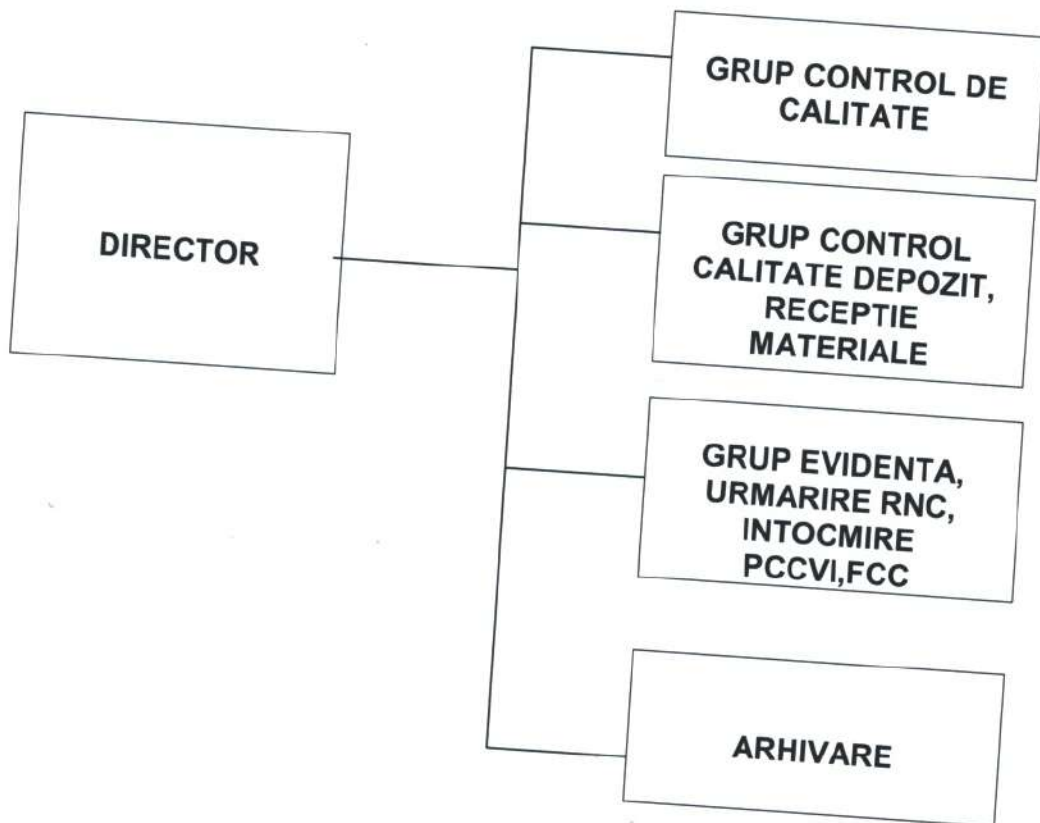 DIRECTOR
GRUP CONTROL DE
CALITATE
GRUP CONTROL
CALITATE DEPOZIT,
RECEPTIE
MATERIALE
GRUP EVIDENTA,
URMARIRE RNC,
INTOCMIRE
PCCVI,FCC
ARHIVARE